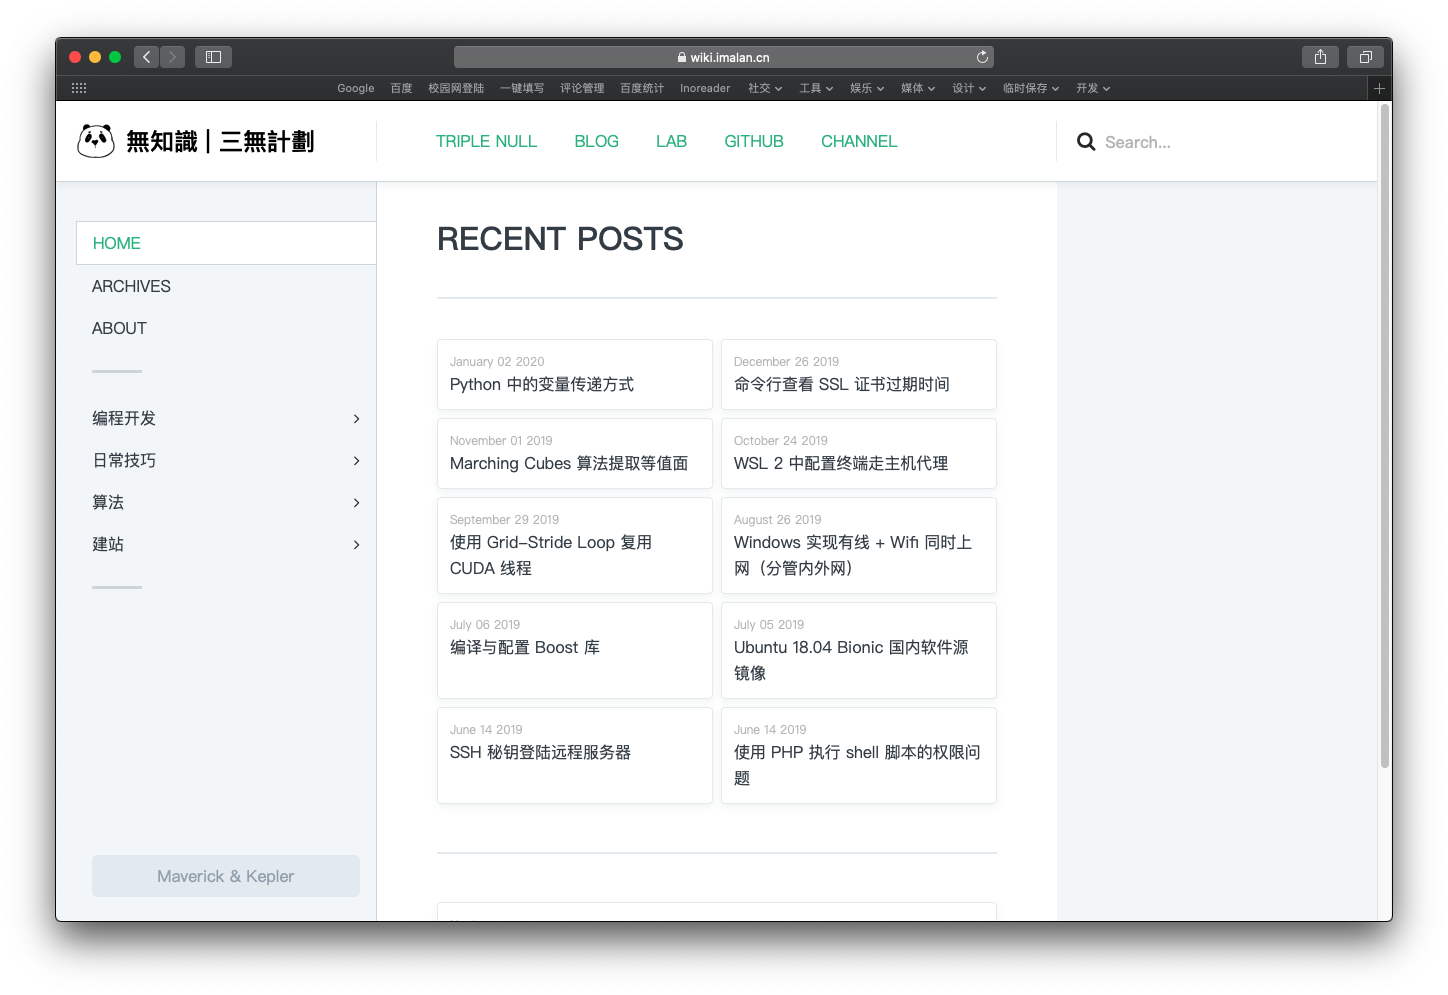 wiki.imalan.cn
Google 百度 校园网登陆 一键填写 评论管理 百度统计 Inoreader 社交 工具 娱乐 媒体 设计 临时保存 开发
無知識 | 三無計劃
TRIPLE NULL BLOG LAB GITHUB CHANNEL
Search...
HOME
ARCHIVES
ABOUT
编程开发
日常技巧
算法
建站
Maverick & Kepler
RECENT POSTS
January 02 2020
Python 中的变量传递方式
December 26 2019
命令行查看 SSL 证书过期时间
November 01 2019
Marching Cubes 算法提取等值面
October 24 2019
WSL 2 中配置终端走主机代理
September 29 2019
使用 Grid-Stride Loop 复用
CUDA 线程
August 26 2019
Windows 实现有线 + Wifi 同时上
网（分管内外网）
July 06 2019
编译与配置 Boost 库
July 05 2019
Ubuntu 18.04 Bionic 国内软件源
镜像
June 14 2019
SSH 秘钥登陆远程服务器
June 14 2019
使用 PHP 执行 shell 脚本的权限问
题